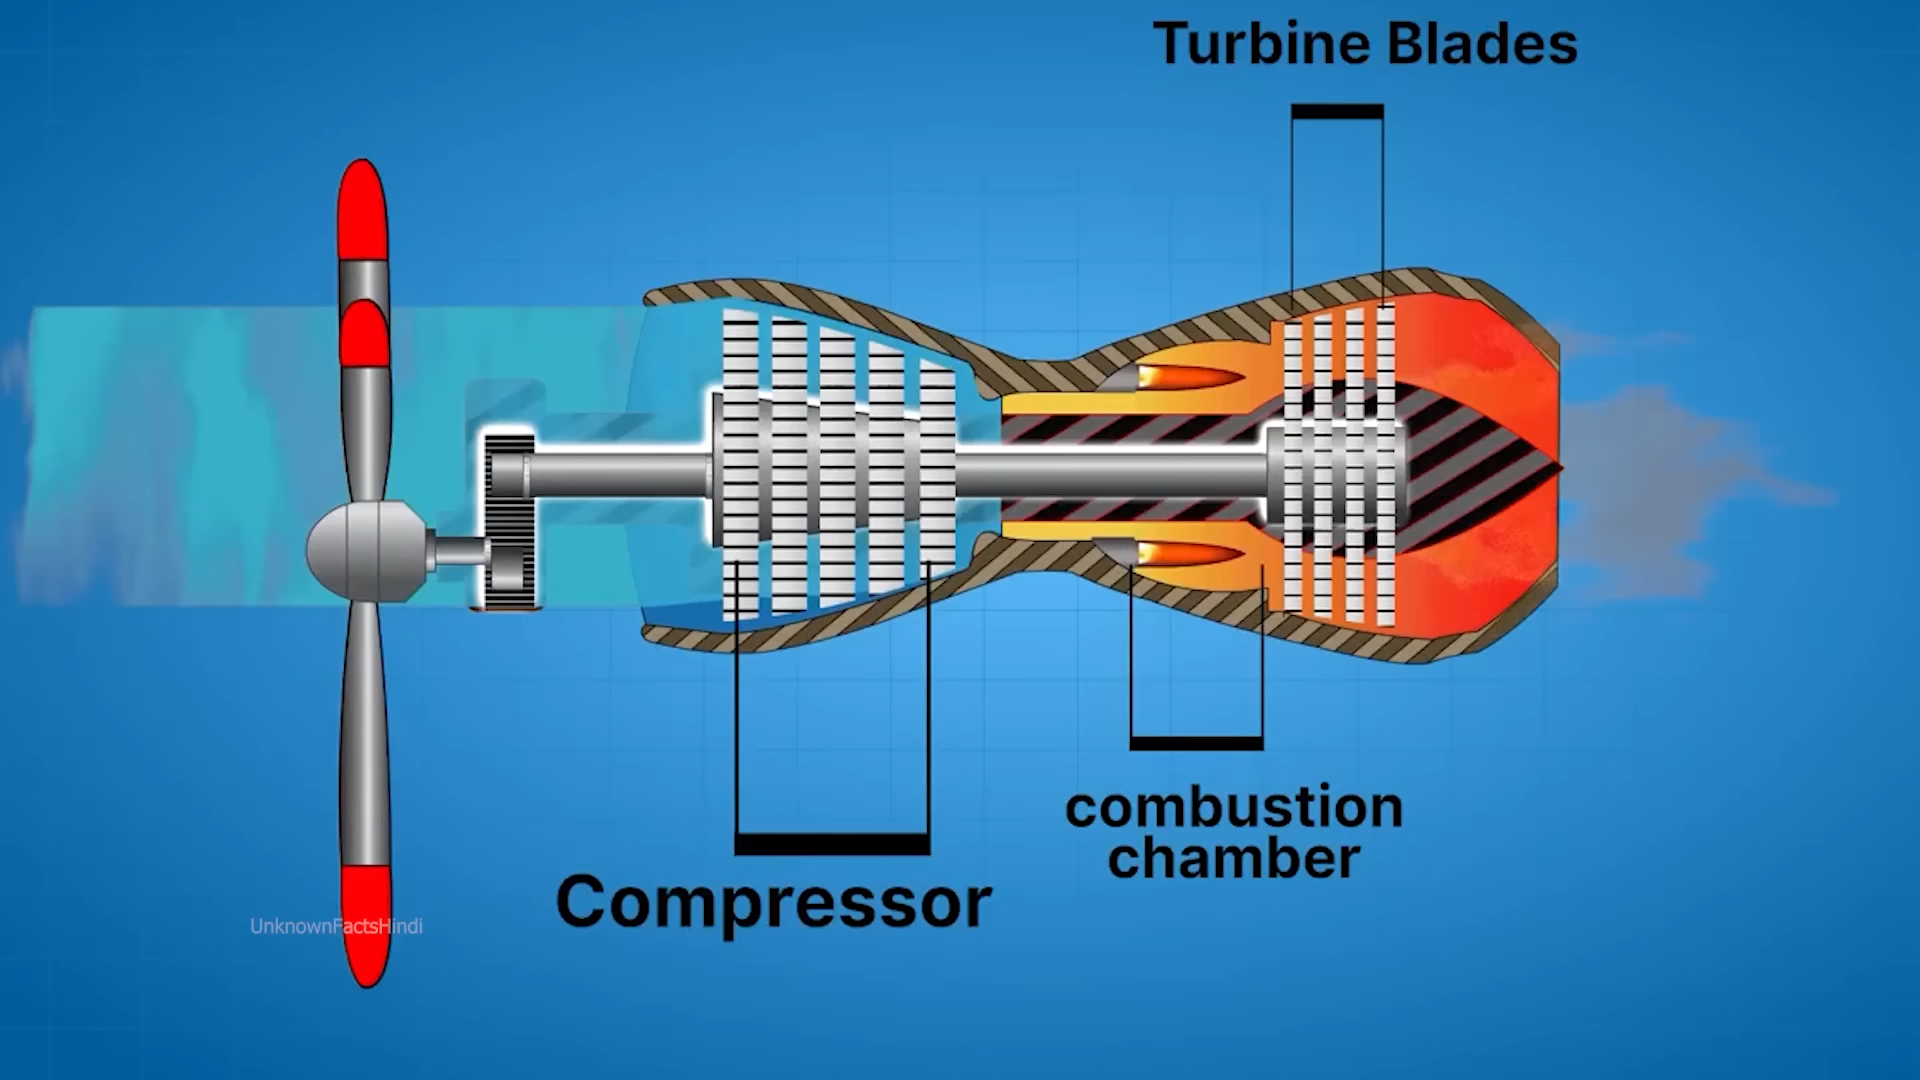 Turbine Blades
combustion
chamber
Compressor
UnknownFactsHindi